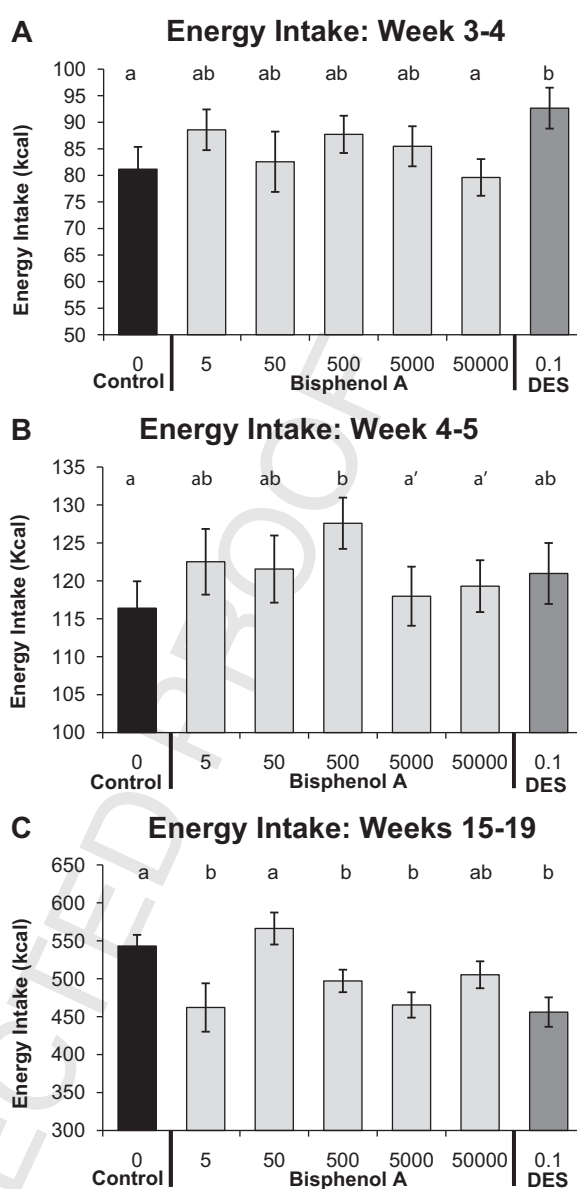 A Energy Intake: Week 3-4
a ab ab ab ab a b
Energy Intake (kcal)
100
95
90
85
80
75
70
65
60
55
50
0 5 50 500 5000 50000 0.1
Control Bisphenol A DES
B Energy Intake: Week 4-5
a ab ab b a' a' ab
Energy Intake (Kcal)
135
130
125
120
115
110
105
100
0 5 50 500 5000 50000 0.1
Control Bisphenol A DES
C Energy Intake: Weeks 15-19
a b a b b ab b
Energy Intake (kcal)
650
600
550
500
450
400
350
300
0 5 50 500 5000 50000 0.1
Control Bisphenol A DES
ECTED PROOF